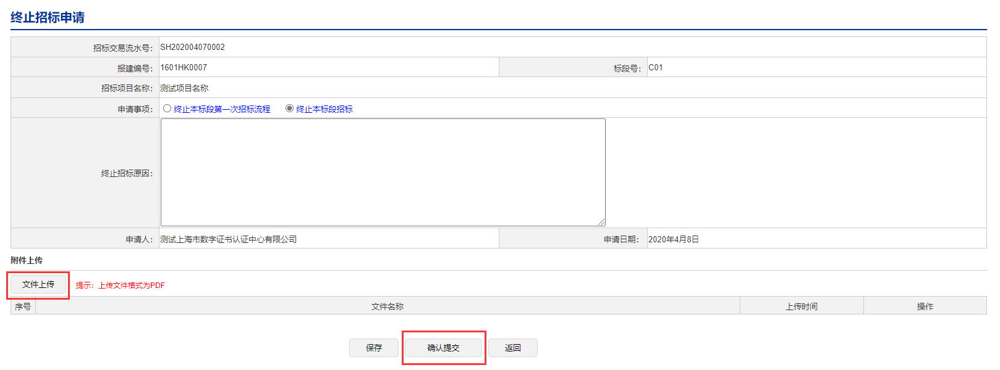 终止招标申请
招标交易流水号： SH202004070002
报建编号： 1601HK0007 标段号： C01
招标项目名称： 测试项目名称
申请事项： 终止本标段第一次招标流程 终止本标段招标
终止招标原因：
申请人： 测试上海市数字证书认证中心有限公司 申请日期： 2020年4月8日
附件上传
文件上传 提示：上传文件格式为PDF
序号 文件名称 上传时间 操作
保存 确认提交 返回